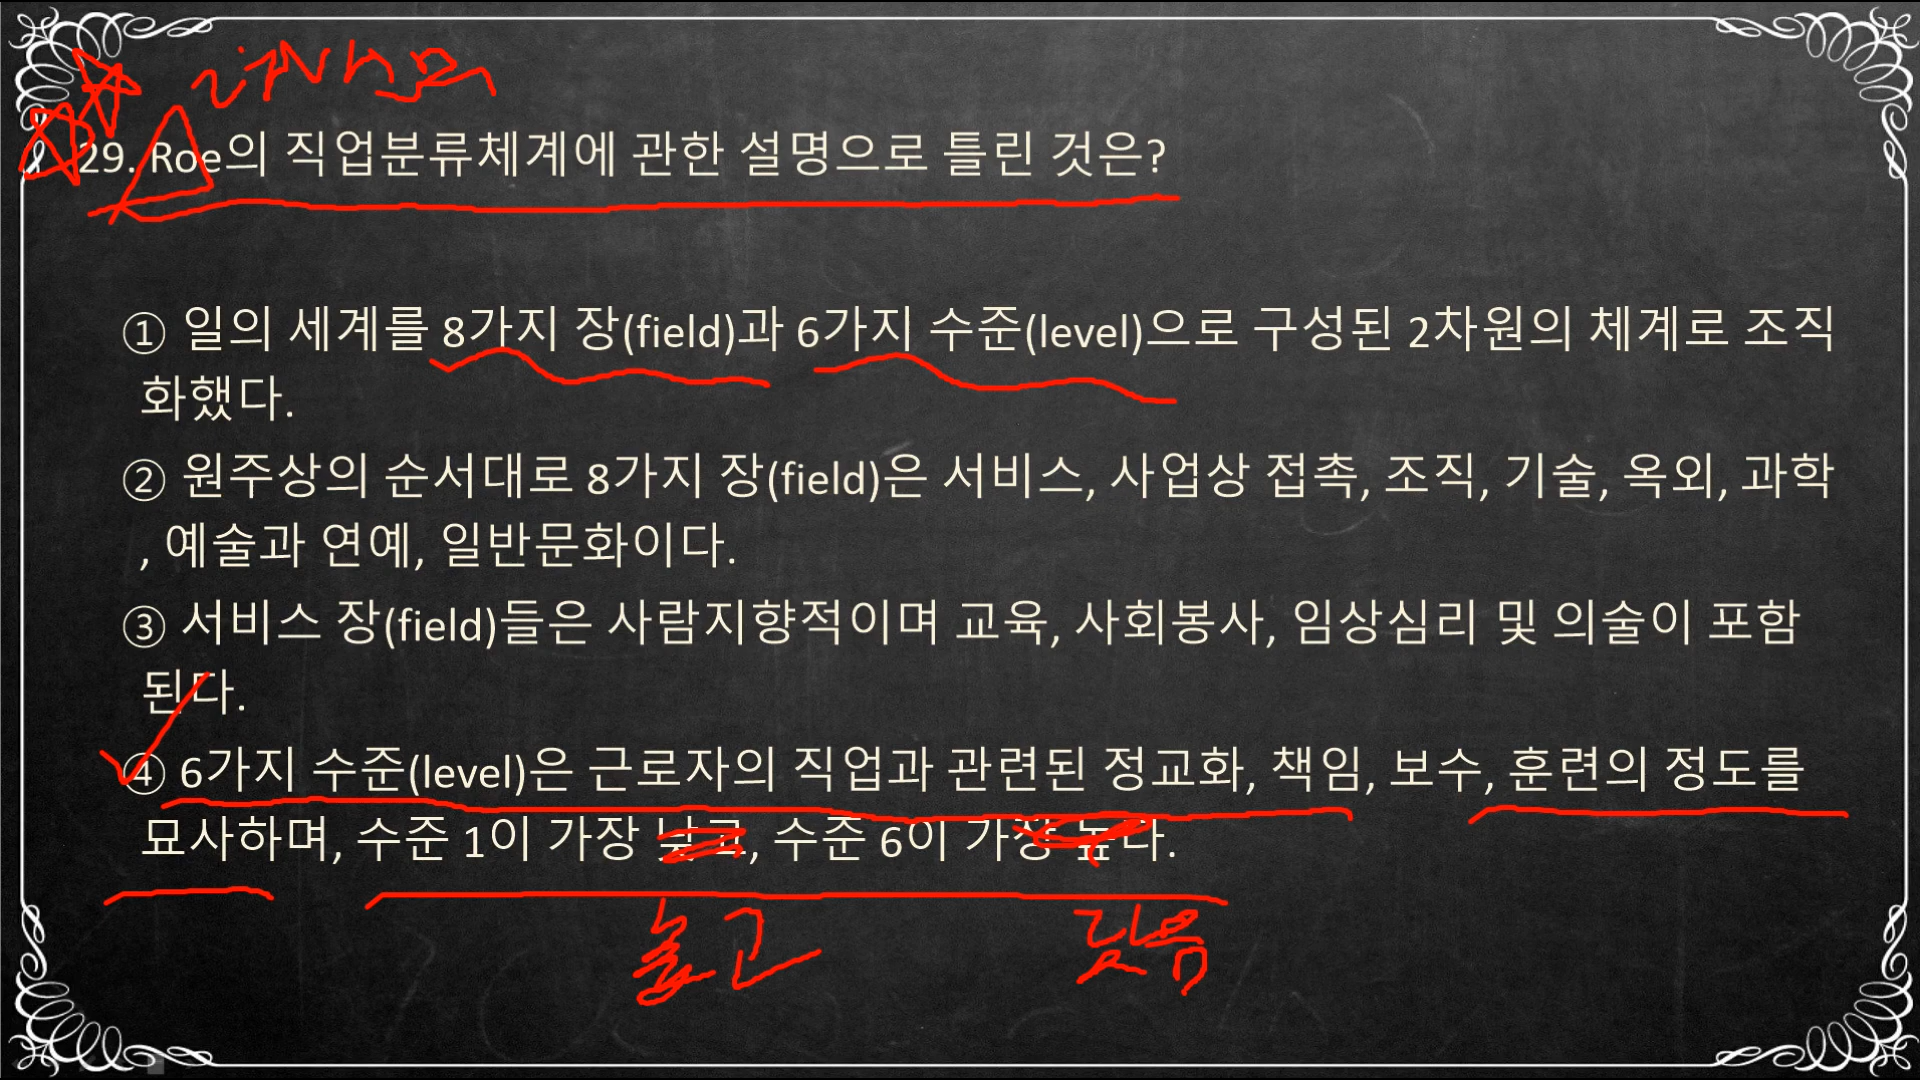 29. Roe의 직업분류체계에 관한 설명으로 틀린 것은?
① 일의 세계를 8가지 장(field)과 6가지 수준(level)으로 구성된 2차원의 체계로 조직
화했다.
② 원주상의 순서대로 8가지 장(field)은 서비스, 사업상 접촉, 조직, 기술, 옥외, 과학
, 예술과 연예, 일반문화이다.
③ 서비스 장(field)들은 사람지향적이며 교육, 사회봉사, 임상심리 및 의술이 포함
된다.
④ 6가지 수준(level)은 근로자의 직업과 관련된 정교화, 책임, 보수, 훈련의 정도를
묘사하며, 수준 1이 가장 낮고, 수준 6이 가장 높다.
높고 낮음